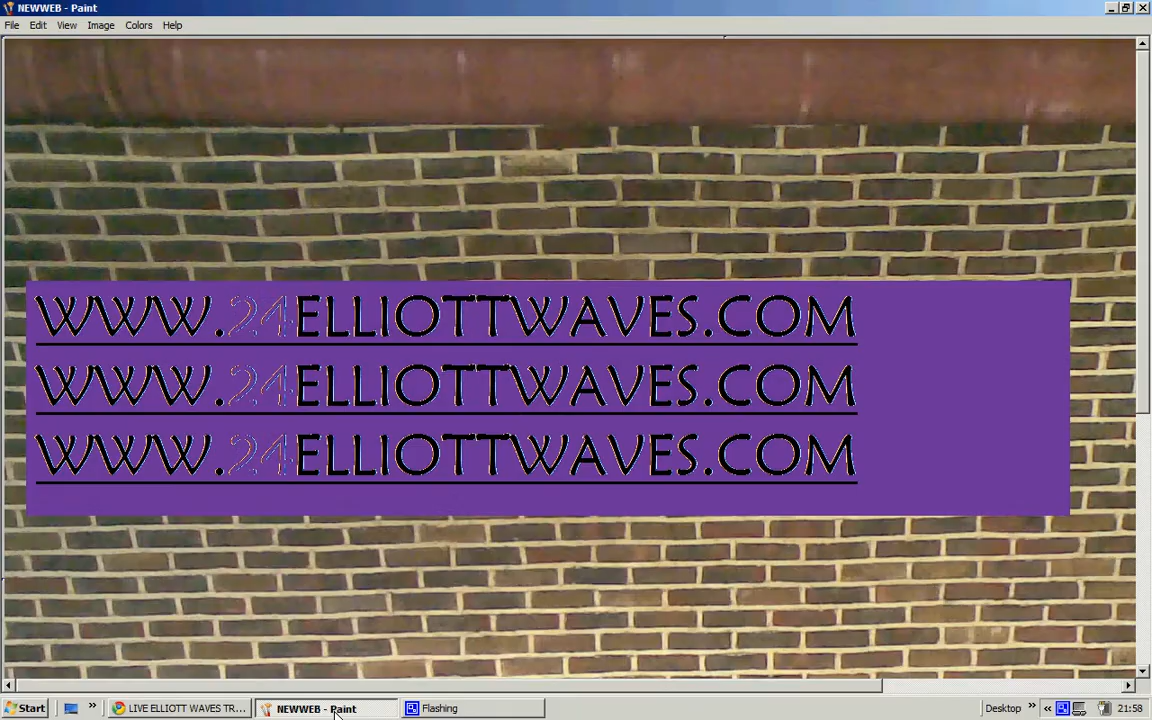 NEWWEB - Paint
File Edit View Image Colors Help
WWW.24ELLIOTTWAVES.COM
WWW.24ELLIOTTWAVES.COM
WWW.24ELLIOTTWAVES.COM
Start » LIVE ELLIOTT WAVES TR... NEWWEB - Paint Flashing Desktop » « 21:58